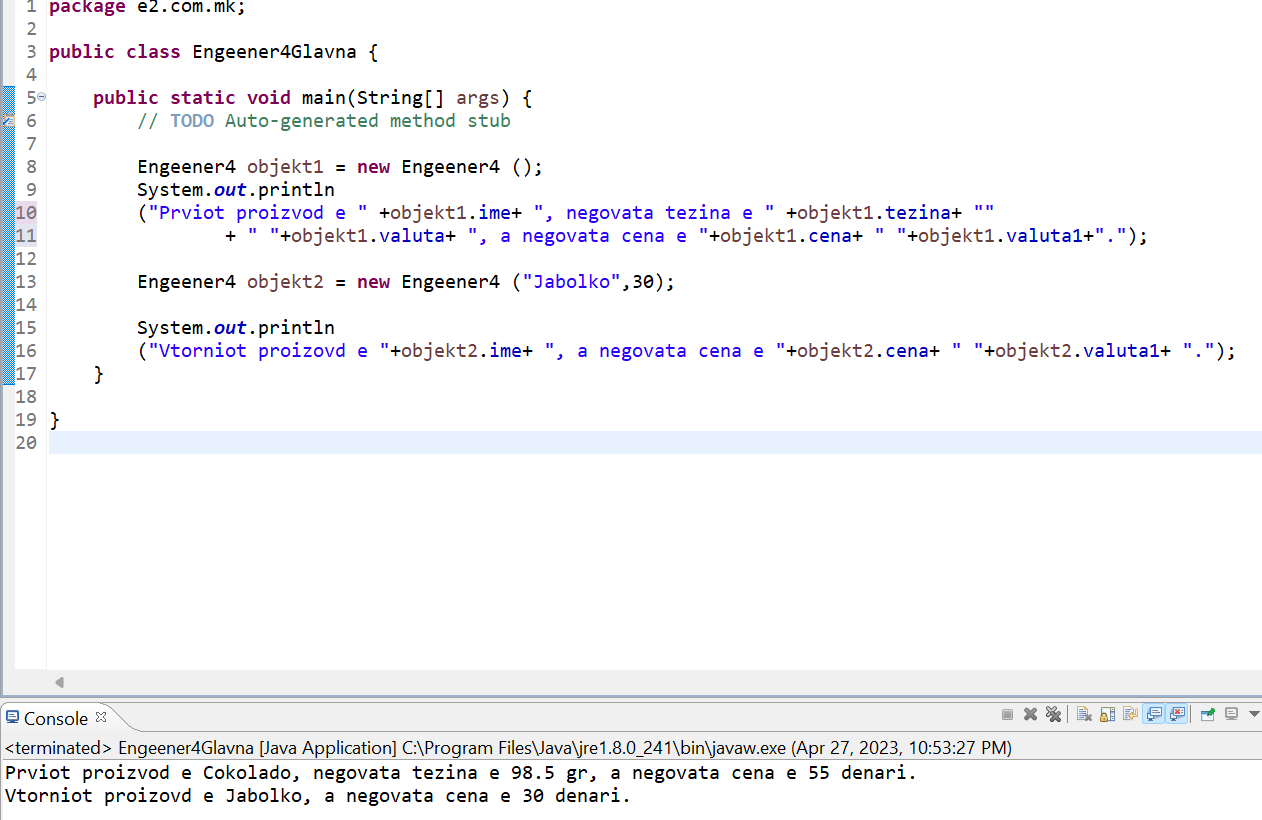 1 package e2.com.mk;
2
3 public class Engeener4Glavna {
4
5 public static void main(String[] args) {
6 // TODO Auto-generated method stub
7
8 Engeener4 objekt1 = new Engeener4 ();
9 System.out.println
10 ("Prviot proizvod e " +objekt1.ime+ ", negovata tezina e " +objekt1.tezina+ ""
11 + " "+objekt1.valuta+ ", a negovata cena e "+objekt1.cena+ " "+objekt1.valuta1+".");
12
13 Engeener4 objekt2 = new Engeener4 ("Jabolko",30);
14
15 System.out.println
16 ("Vtorniot proizovd e "+objekt2.ime+ ", a negovata cena e "+objekt2.cena+ " "+objekt2.valuta1+ ".");
17 }
18
19 }
20
Console
<terminated> Engeener4Glavna [Java Application] C:\Program Files\Java\jre1.8.0_241\bin\javaw.exe (Apr 27, 2023, 10:53:27 PM)
Prviot proizvod e Cokolado, negovata tezina e 98.5 gr, a negovata cena e 55 denari.
Vtorniot proizovd e Jabolko, a negovata cena e 30 denari.